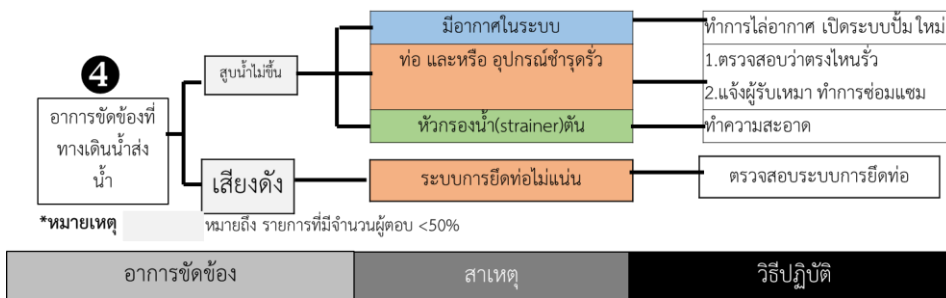 ❹
อาการขัดข้องที่
ทางเดินน้ำส่ง
น้ำ
สูบน้ำไม่ขึ้น
เสียงดัง
มีอากาศในระบบ
ท่อ และหรือ อุปกรณ์ชำรุดรั่ว
หัวกรองน้ำ(strainer)ตัน
ระบบการยึดท่อไม่แน่น
ทำการไล่อากาศ เปิดระบบปั้มใหม่
1.ตรวจสอบว่าตรงไหนรั่ว
2.แจ้งผู้รับเหมา ทำการซ่อมแซม
ทำความสะอาด
ตรวจสอบระบบการยึดท่อ
*หมายเหตุ หมายถึง รายการที่มีจำนวนผู้ตอบ <50%
อาการขัดข้อง
สาเหตุ
วิธีปฏิบัติ